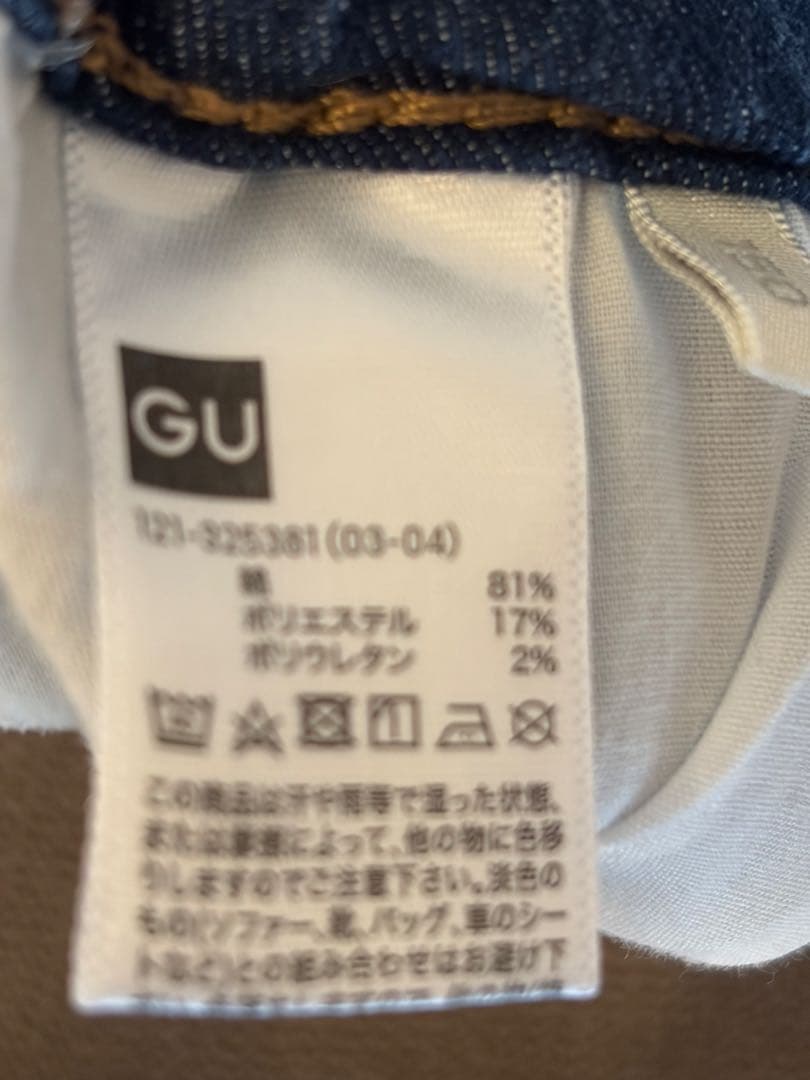 GU
121-325381(03-04)
綿 81%
ポリエステル 17%
ポリウレタン 2%
この商品は汗や雨等で湿った状態、
または摩擦によって、他の物に色移
りしますのでご注意下さい。淡色の
もの(ソファー、靴、バッグ、車のシー
トなど)との組み合わせはお避け下